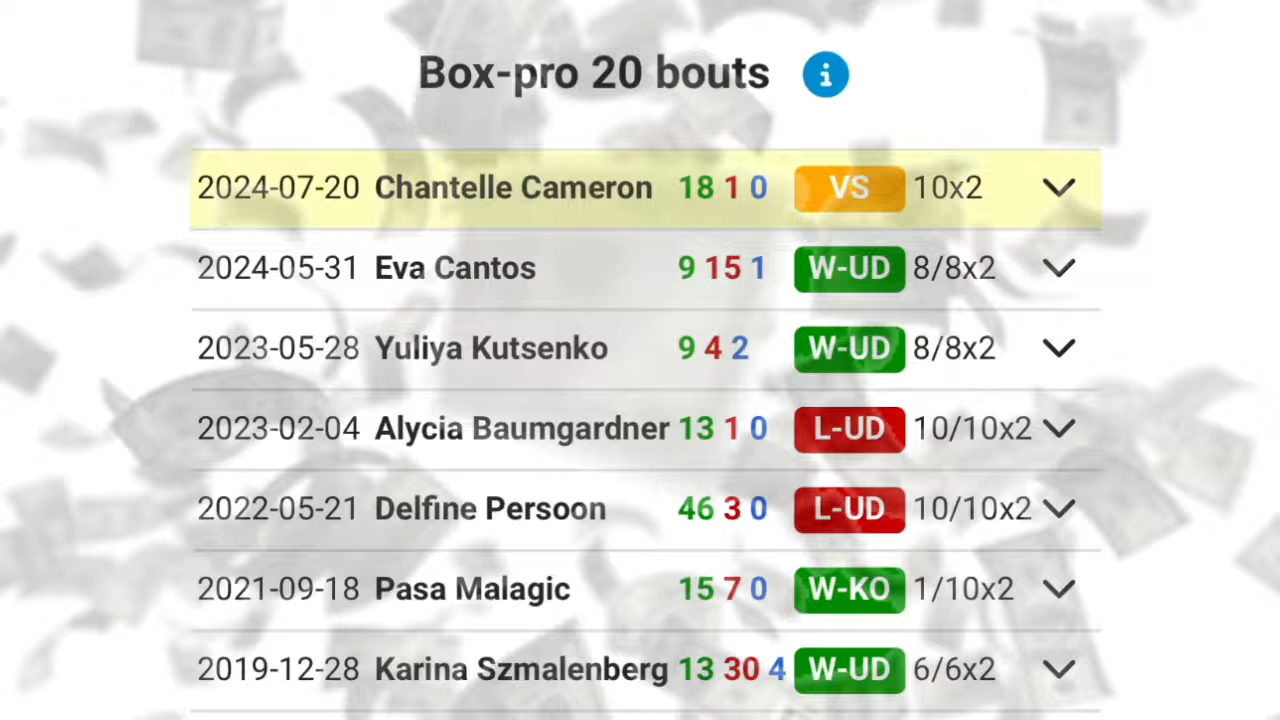 Box-pro 20 bouts i
2024-07-20 Chantelle Cameron 18 1 0 VS 10x2
2024-05-31 Eva Cantos 9 15 1 W-UD 8/8x2
2023-05-28 Yuliya Kutsenko 9 4 2 W-UD 8/8x2
2023-02-04 Alycia Baumgardner 13 1 0 L-UD 10/10x2
2022-05-21 Delfine Persoon 46 3 0 L-UD 10/10x2
2021-09-18 Pasa Malagic 15 7 0 W-KO 1/10x2
2019-12-28 Karina Szmalenberg 13 30 4 W-UD 6/6x2